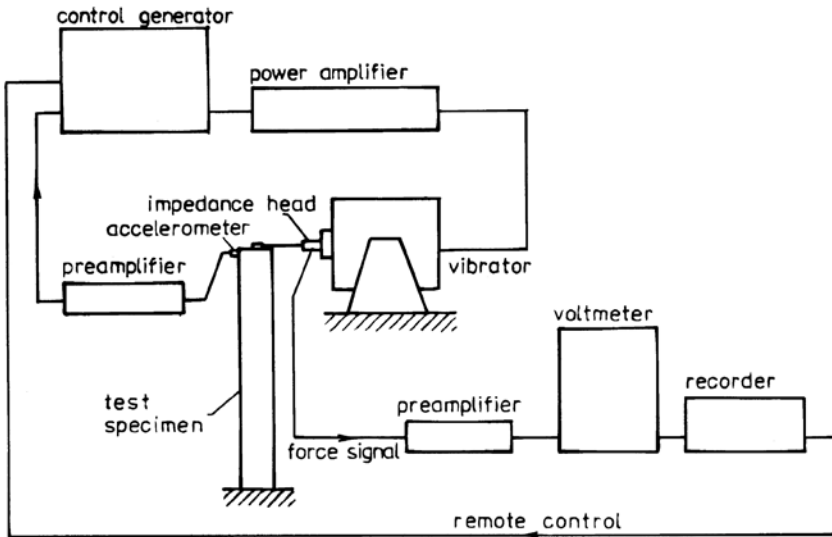 control generator
power amplifier
impedance head
accelerometer
preamplifier
vibrator
voltmeter
recorder
test
specimen
preamplifier
force signal
remote control